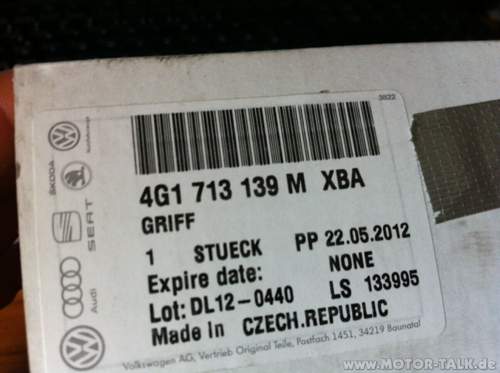 3822
4G1 713 139 M XBA
GRIFF
1 STUECK PP 22.05.2012
Expire date: NONE
Lot: DL12-0440 LS 133995
Made in CZECH.REPUBLIC
Volkswagen AG, Vertrieb Original Teile, Postfach 1451, 34219 Baunatal
ŠKODA
SEAT
Audi
www.MOTOR-TALK.de